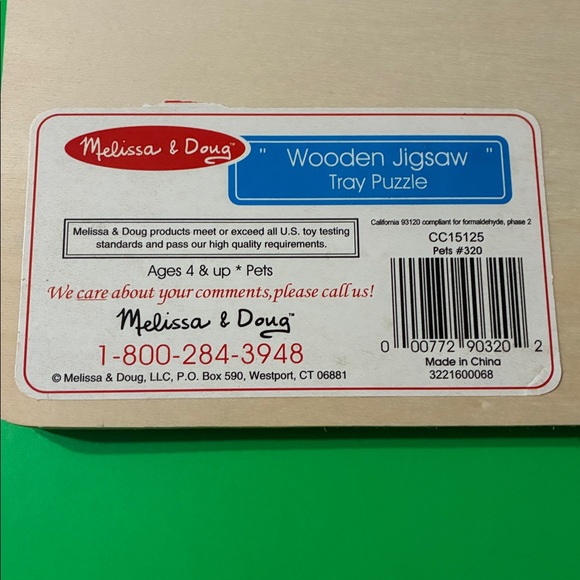 Melissa & Doug™
" Wooden Jigsaw "
Tray Puzzle
Melissa & Doug products meet or exceed all U.S. toy testing
standards and pass our high quality requirements.
Ages 4 & up * Pets
We care about your comments, please call us!
Melissa & Doug™
1-800-284-3948
© Melissa & Doug, LLC, P.O. Box 590, Westport, CT 06881
California 93120 compliant for formaldehyde, phase 2
CC15125
Pets #320
0 00772 90320 2
Made in China
3221600068